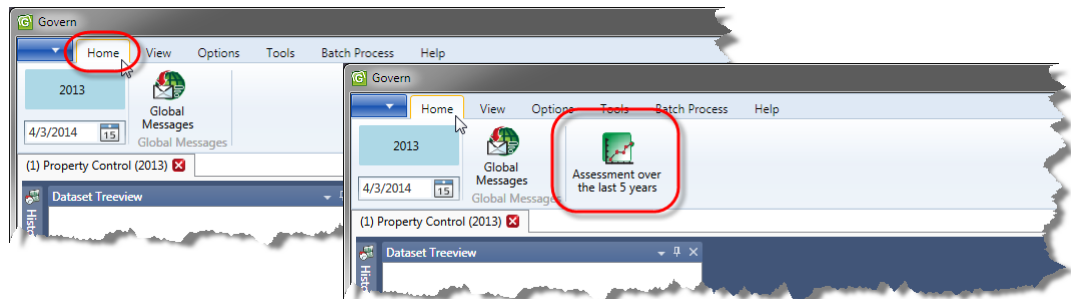 Govern
Home View Options Tools Batch Process Help
2013
Global
Messages
4/3/2014 15
Global Messages
(1) Property Control (2013)
Dataset Treeview
Govern
Home View Options Tools Batch Process Help
2013
Global
Messages
Assessment over
the last 5 years
4/3/2014 15
Global Messages
(1) Property Control (2013)
Dataset Treeview